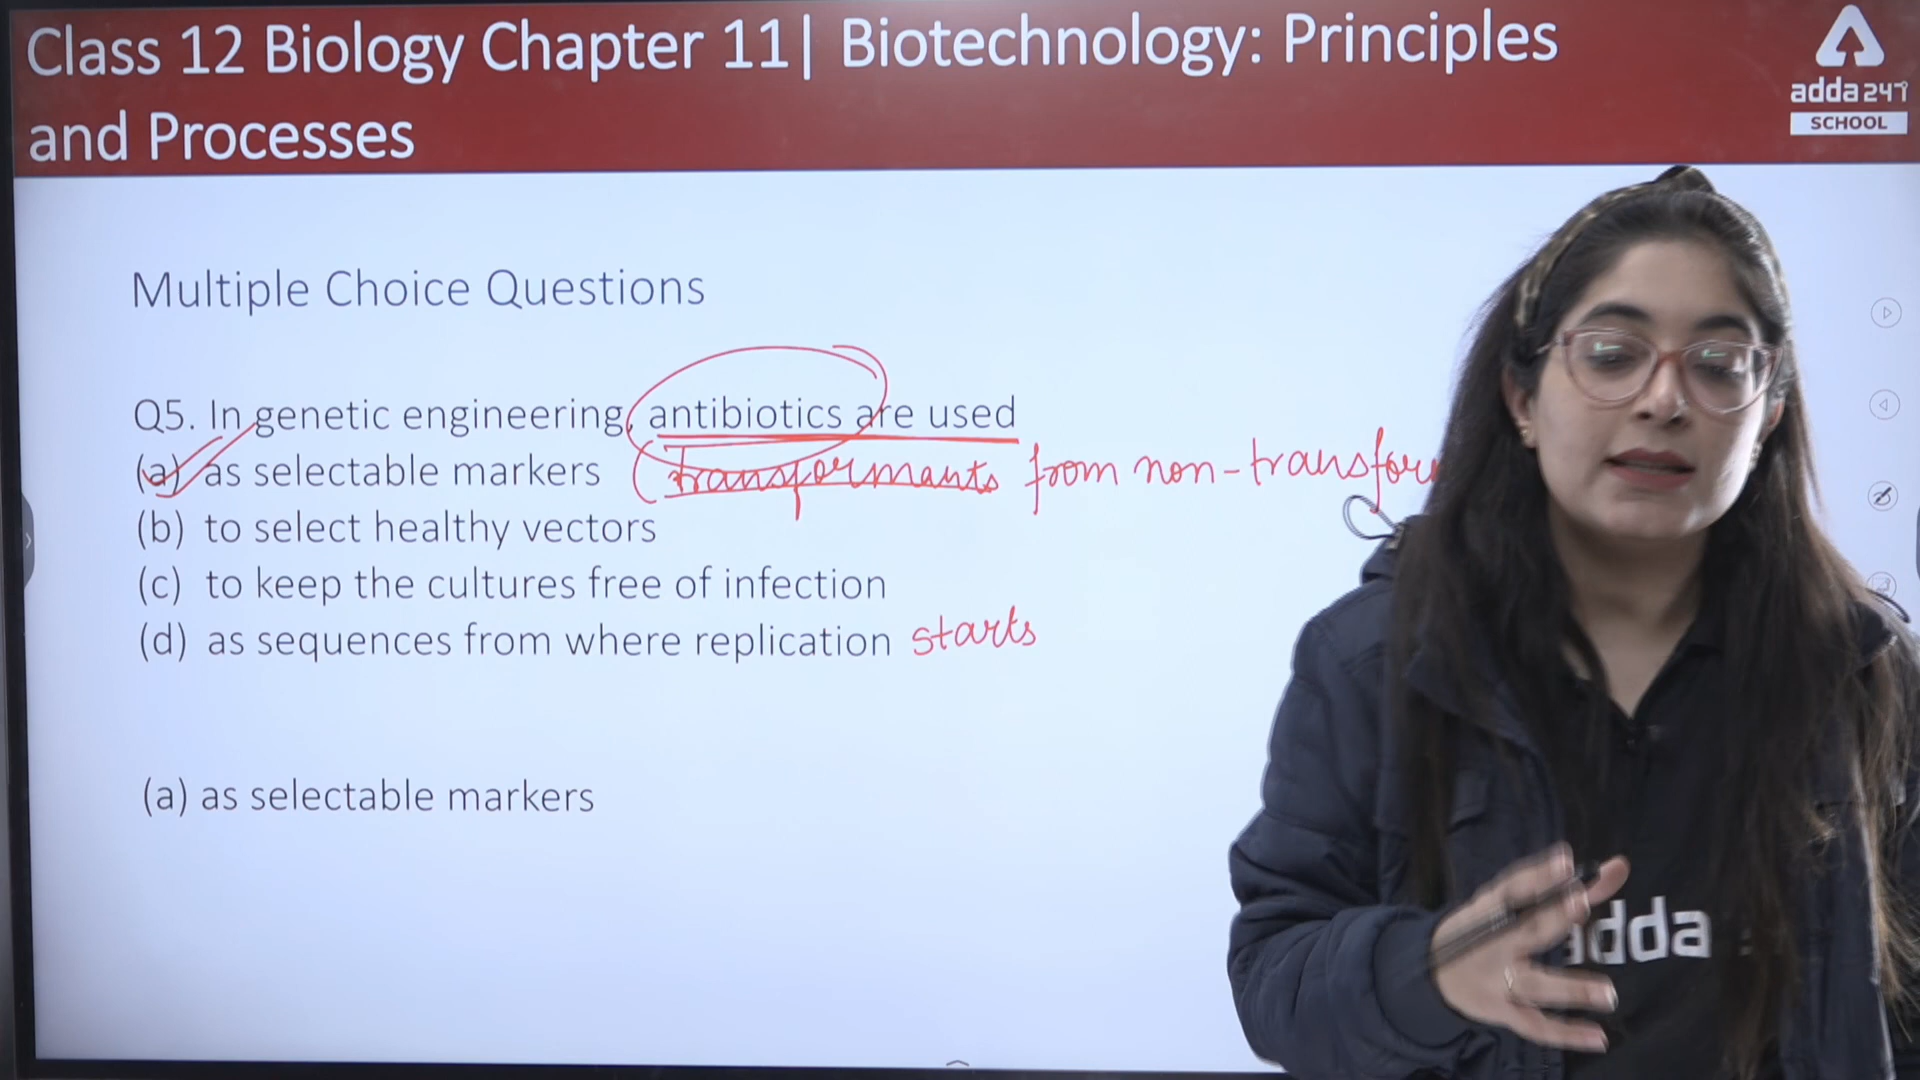 Class 12 Biology Chapter 11| Biotechnology: Principles
and Processes
adda247
SCHOOL
Multiple Choice Questions
Q5. In genetic engineering, antibiotics are used
(a) as selectable markers (transformants from non-transfor
(b) to select healthy vectors
(c) to keep the cultures free of infection
(d) as sequences from where replication starts
(a) as selectable markers
adda